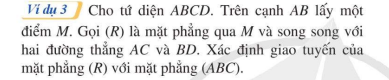 Ví dụ 3 Cho tứ diện ABCD. Trên cạnh AB lấy một
điểm M. Gọi (R) là mặt phẳng qua M và song song với
hai đường thẳng AC và BD. Xác định giao tuyến của
mặt phẳng (R) với mặt phẳng (ABC).